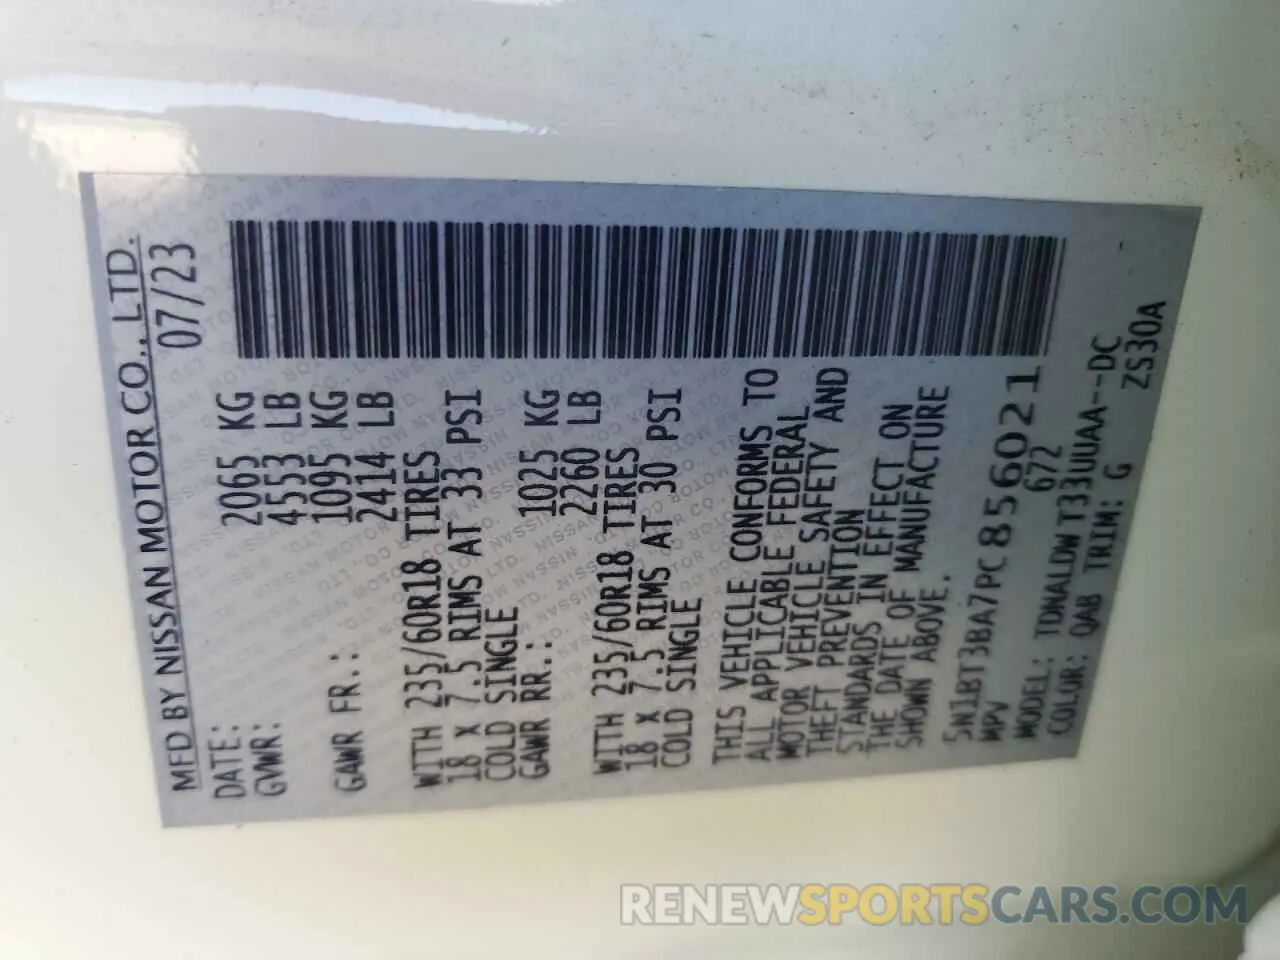 MFD BY NISSAN MOTOR CO., LTD.
DATE: 07/23
GVWR: 2065 KG
4553 LB
GAWR FR.: 1095 KG
2414 LB
WITH 235/60R18 TIRES
18 X 7.5 RIMS AT 33 PSI
COLD SINGLE
GAWR RR.: 1025 KG
2260 LB
WITH 235/60R18 TIRES
18 X 7.5 RIMS AT 30 PSI
COLD SINGLE
THIS VEHICLE CONFORMS TO
ALL APPLICABLE FEDERAL
MOTOR VEHICLE SAFETY AND
THEFT PREVENTION
STANDARDS IN EFFECT ON
THE DATE OF MANUFACTURE
SHOWN ABOVE.
5N1BT3BA7PC856021
MPV 672
MODEL: TDNALDWT33UUAA--DC
COLOR: QAB TRIM: G ZS30A
RENEWSPORTSCARS.COM